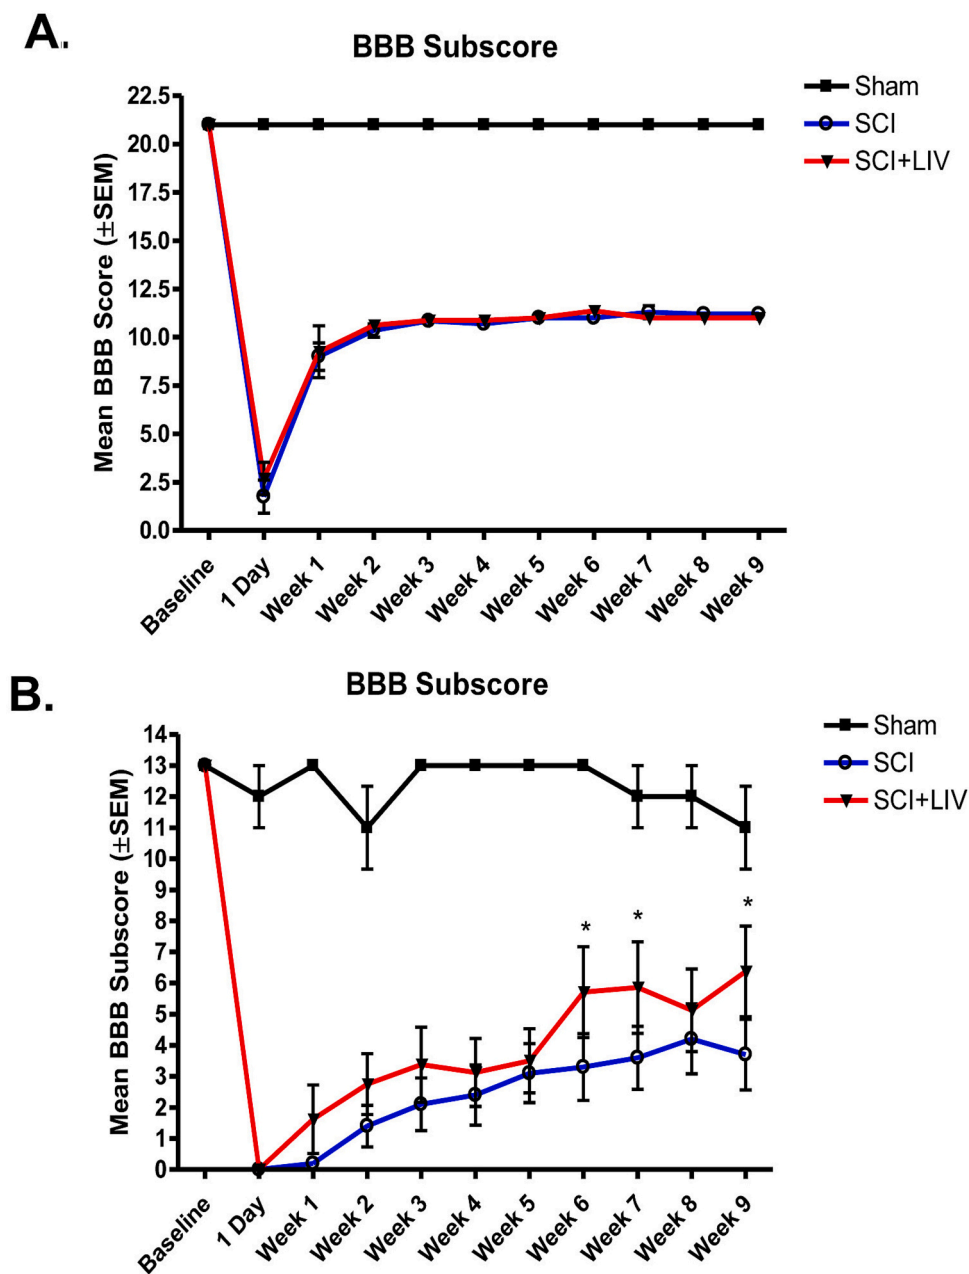 A.
BBB Subscore
Sham
SCI
SCI+LIV
Mean BBB Score (±SEM)
22.5
20.0
17.5
15.0
12.5
10.0
7.5
5.0
2.5
0.0
Baseline
1 Day
Week 1
Week 2
Week 3
Week 4
Week 5
Week 6
Week 7
Week 8
Week 9
B.
BBB Subscore
Sham
SCI
SCI+LIV
Mean BBB Subscore (±SEM)
14
13
12
11
10
9
8
7
6
5
4
3
2
1
0
*
*
*
Baseline
1 Day
Week 1
Week 2
Week 3
Week 4
Week 5
Week 6
Week 7
Week 8
Week 9